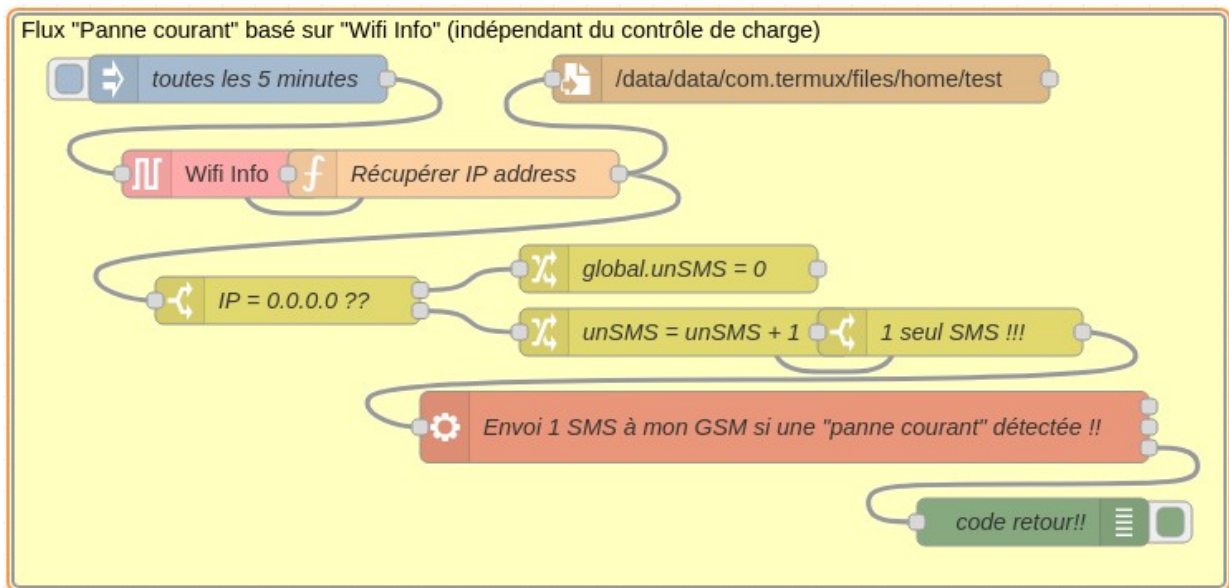 Flux "Panne courant" basé sur "Wifi Info" (indépendant du contrôle de charge)
toutes les 5 minutes
/data/data/com.termux/files/home/test
Wifi Info
Récupérer IP address
IP = 0.0.0.0 ??
global.unSMS = 0
unSMS = unSMS + 1
1 seul SMS !!!
Envoi 1 SMS à mon GSM si une "panne courant" détectée !!
code retour!!